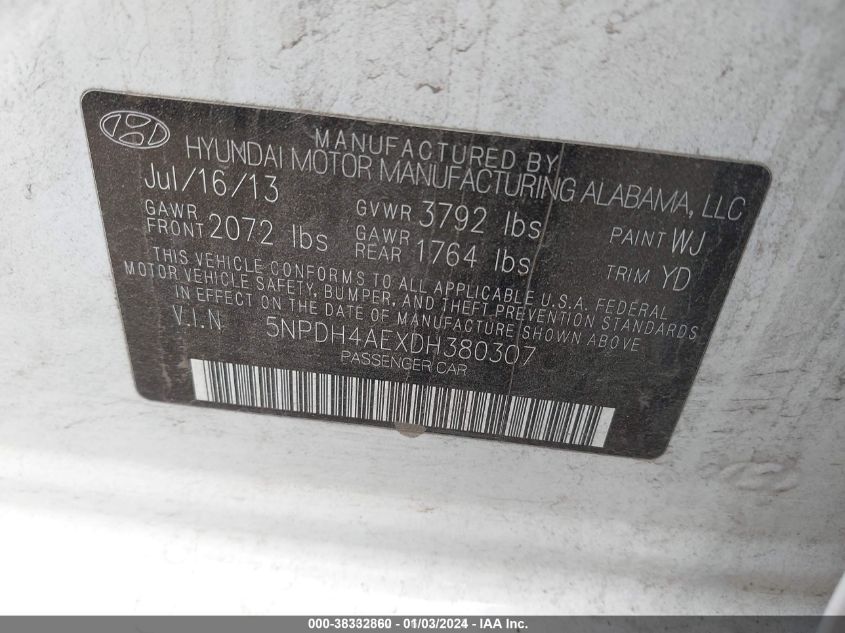 MANUFACTURED BY
HYUNDAI MOTOR MANUFACTURING ALABAMA, LLC
Jul/16/13
GVWR 3792 lbs
PAINT WJ
GAWR FRONT 2072 lbs
GAWR REAR 1764 lbs
TRIM YD
THIS VEHICLE CONFORMS TO ALL APPLICABLE U.S.A. FEDERAL
MOTOR VEHICLE SAFETY, BUMPER, AND THEFT PREVENTION STANDARDS
IN EFFECT ON THE DATE OF MANUFACTURE SHOWN ABOVE
V.I.N 5NPDH4AEXDH380307
PASSENGER CAR
000-38332860 - 01/03/2024 - IAA Inc.